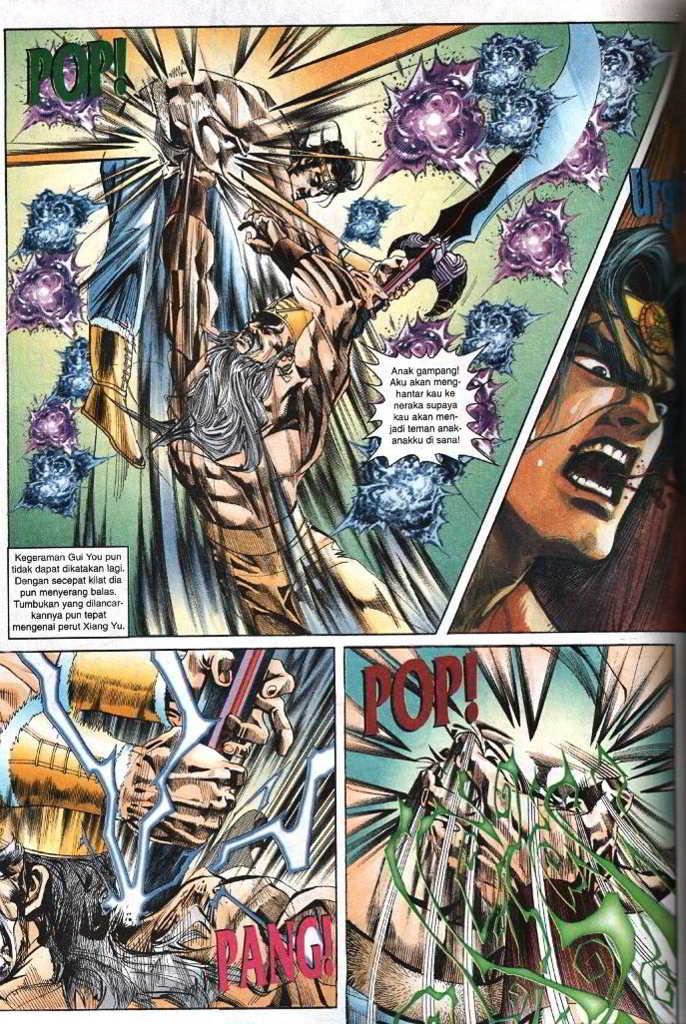 POP!
Urgh
Anak gampang!
Aku akan meng-
hantar kau ke
neraka supaya
kau akan men-
jadi teman anak-
anakku di sana!
Kegeraman Gui You pun
tidak dapat dikatakan lagi.
Dengan secepat kilat dia
pun menyerang balas.
Tumbukan yang dilancar-
kannya pun tepat
mengenai perut Xiang Yu.
POP!
PANG!